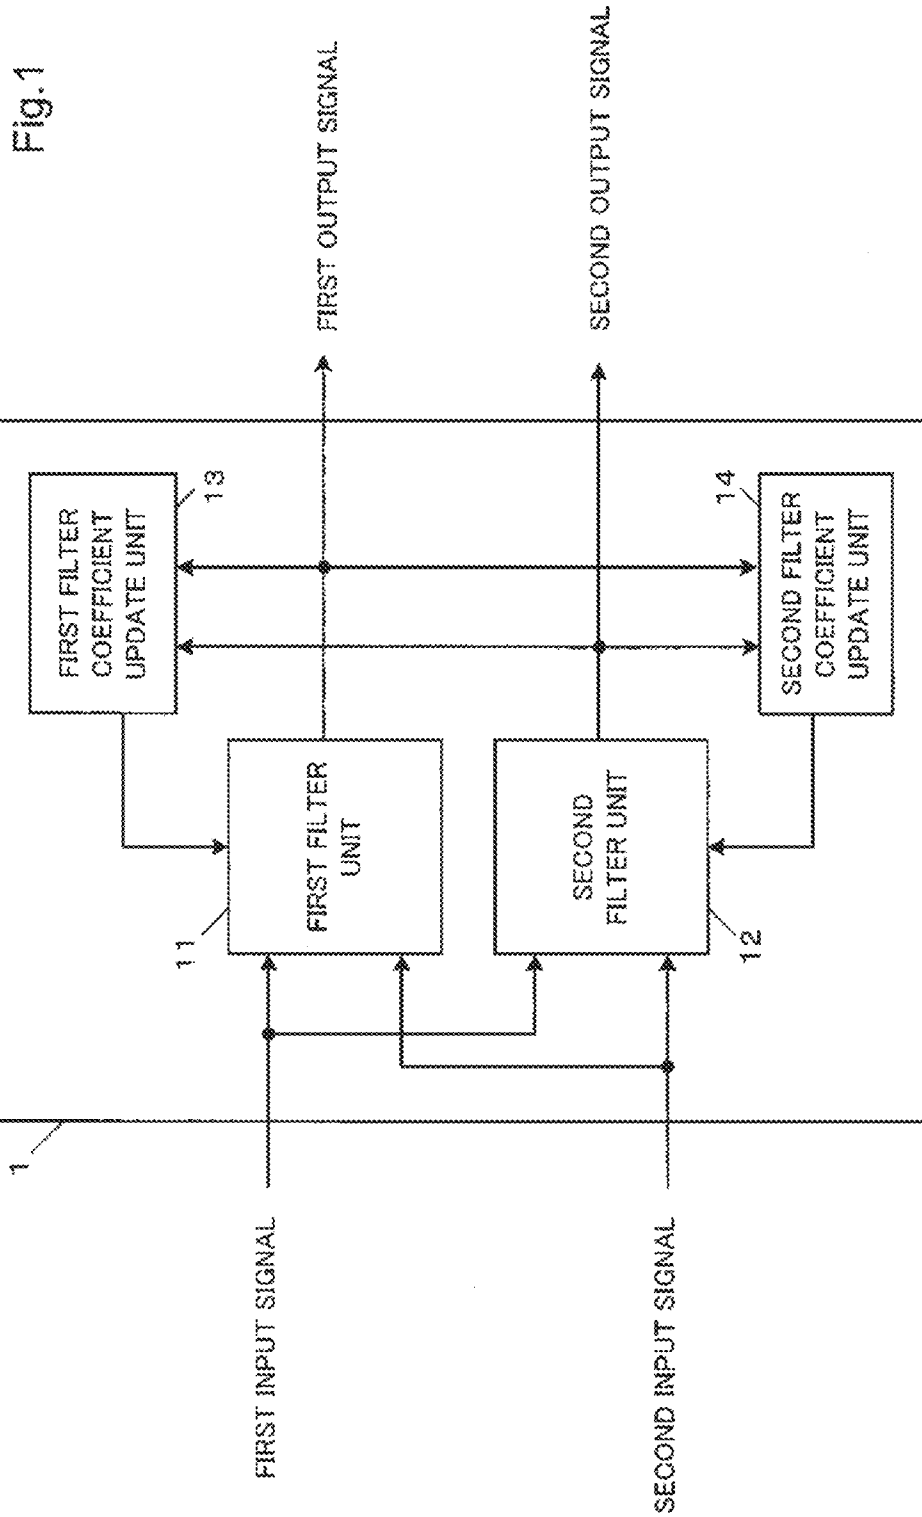 Fig.1
1
FIRST INPUT SIGNAL
SECOND INPUT SIGNAL
11
FIRST FILTER
UNIT
12
SECOND
FILTER UNIT
13
FIRST FILTER
COEFFICIENT
UPDATE UNIT
14
SECOND FILTER
COEFFICIENT
UPDATE UNIT
FIRST OUTPUT SIGNAL
SECOND OUTPUT SIGNAL